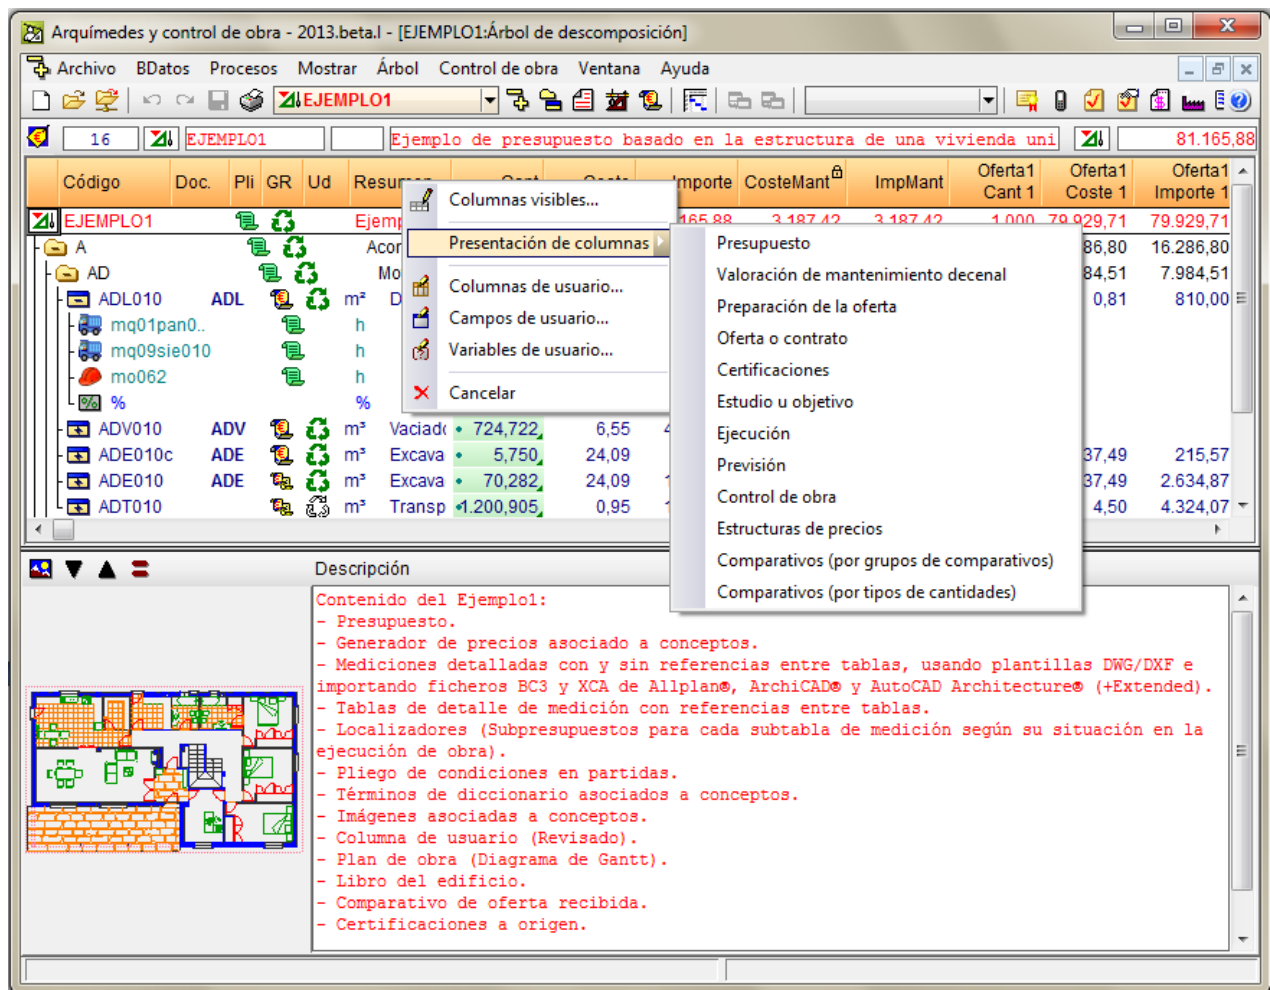 Arquímedes y control de obra - 2013.beta.l - [EJEMPLO1:Árbol de descomposición]
Archivo BDatos Procesos Mostrar Árbol Control de obra Ventana Ayuda
EJEMPLO1
16 EJEMPLO1 Ejemplo de presupuesto basado en la estructura de una vivienda uni 81.165,88
Código Doc. Pli GR Ud Resumen Cant Coste Importe CosteMant ImpMant Oferta1 Cant 1 Oferta1 Coste 1 Oferta1 Importe 1
EJEMPLO1 Ejemp 165,88 3.187,42 3.187,42 1,000 79.929,71 79.929,71
A Acor 86,80 16.286,80
AD Mo 84,51 7.984,51
ADL010 ADL m² D 0,81 810,00
mq01pan0.. h
mq09sie010 h
mo062 h
% %
ADV010 ADV m³ Vaciado 724,722 6,55 4
ADE010c ADE m³ Excava 5,750 24,09 37,49 215,57
ADE010 ADE m³ Excava 70,282 24,09 1 37,49 2.634,87
ADT010 m³ Transp 1.200,905 0,95 1 4,50 4.324,07
Columnas visibles...
Presentación de columnas
Columnas de usuario...
Campos de usuario...
Variables de usuario...
Cancelar
Presupuesto
Valoración de mantenimiento decenal
Preparación de la oferta
Oferta o contrato
Certificaciones
Estudio u objetivo
Ejecución
Previsión
Control de obra
Estructuras de precios
Comparativos (por grupos de comparativos)
Comparativos (por tipos de cantidades)
Descripción
Contenido del Ejemplo1:
- Presupuesto.
- Generador de precios asociado a conceptos.
- Mediciones detalladas con y sin referencias entre tablas, usando plantillas DWG/DXF e
importando ficheros BC3 y XCA de Allplan®, ArchiCAD® y AutoCAD Architecture® (+Extended).
- Tablas de detalle de medición con referencias entre tablas.
- Localizadores (Subpresupuestos para cada subtabla de medición según su situación en la
ejecución de obra).
- Pliego de condiciones en partidas.
- Términos de diccionario asociados a conceptos.
- Imágenes asociadas a conceptos.
- Columna de usuario (Revisado).
- Plan de obra (Diagrama de Gantt).
- Libro del edificio.
- Comparativo de oferta recibida.
- Certificaciones a origen.